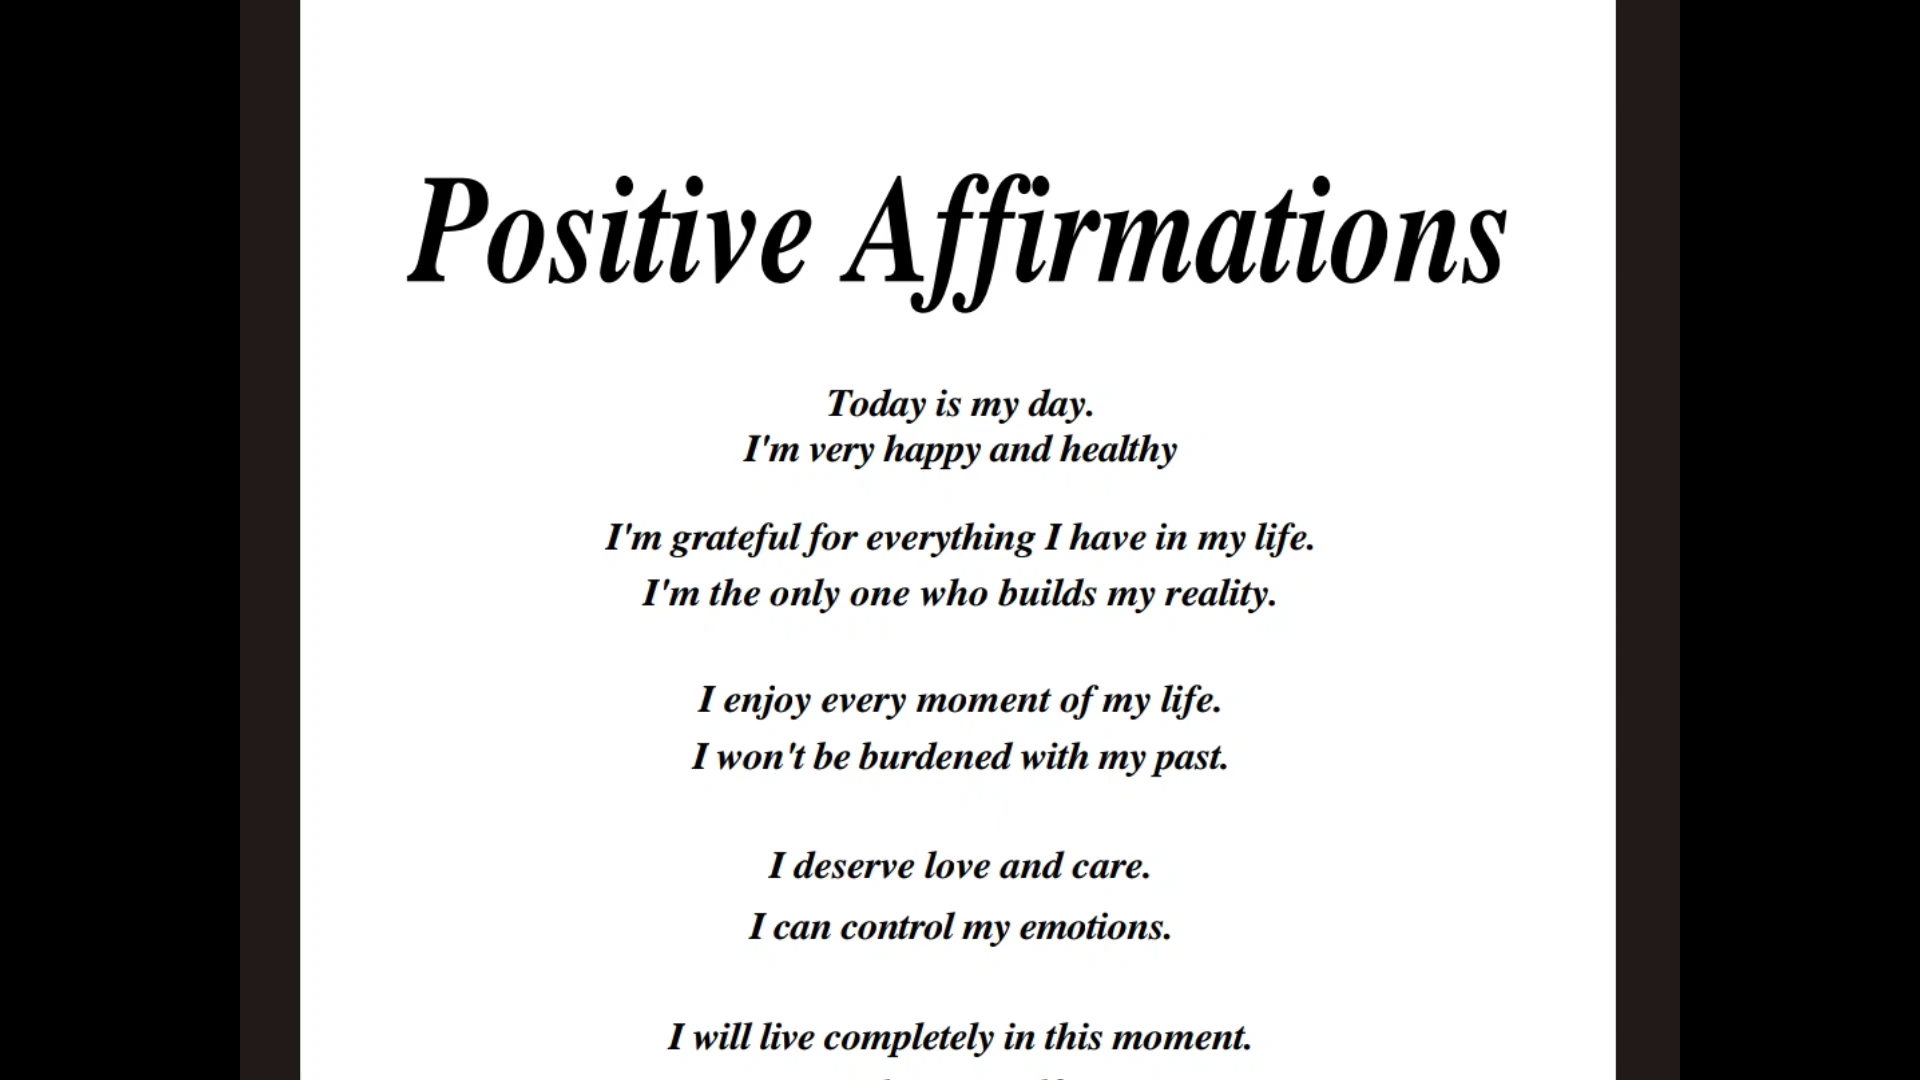 Positive Affirmations
Today is my day.
I'm very happy and healthy
I'm grateful for everything I have in my life.
I'm the only one who builds my reality.
I enjoy every moment of my life.
I won't be burdened with my past.
I deserve love and care.
I can control my emotions.
I will live completely in this moment.